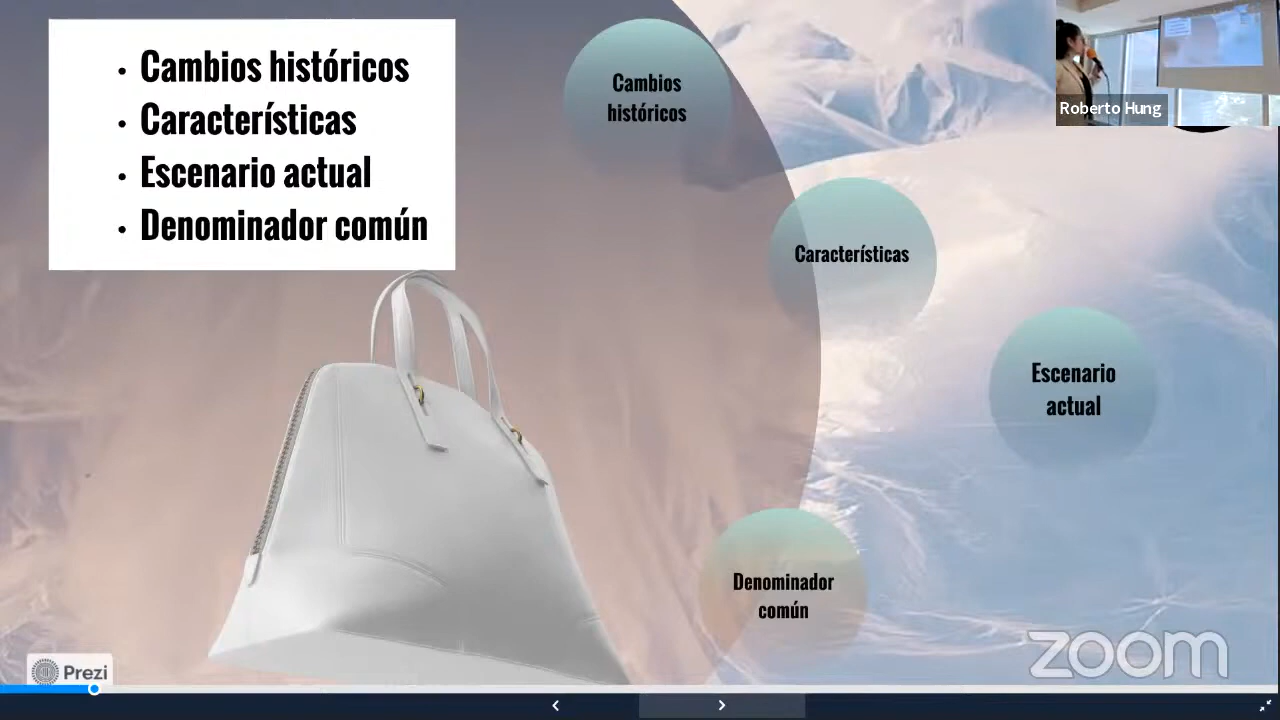 • Cambios históricos
• Características
• Escenario actual
• Denominador común
Cambios
históricos
Características
Escenario
actual
Denominador
común
Roberto Hung
Prezi
zoom